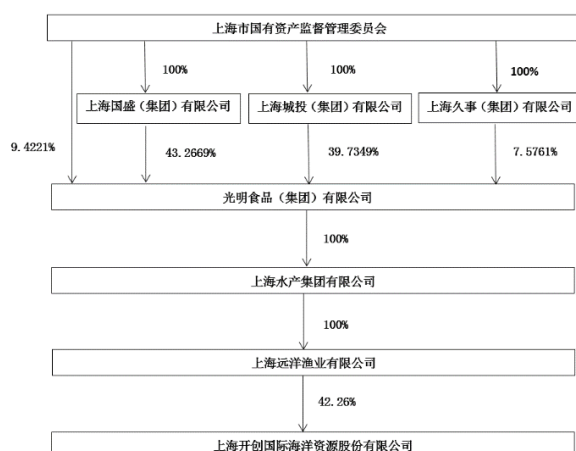 上海市国有资产监督管理委员会
100% 100% 100%
上海国盛（集团）有限公司 上海城投（集团）有限公司 上海久事（集团）有限公司
9.4221% 43.2669% 39.7349% 7.5761%
光明食品（集团）有限公司
100%
上海水产集团有限公司
100%
上海远洋渔业有限公司
42.26%
上海开创国际海洋资源股份有限公司